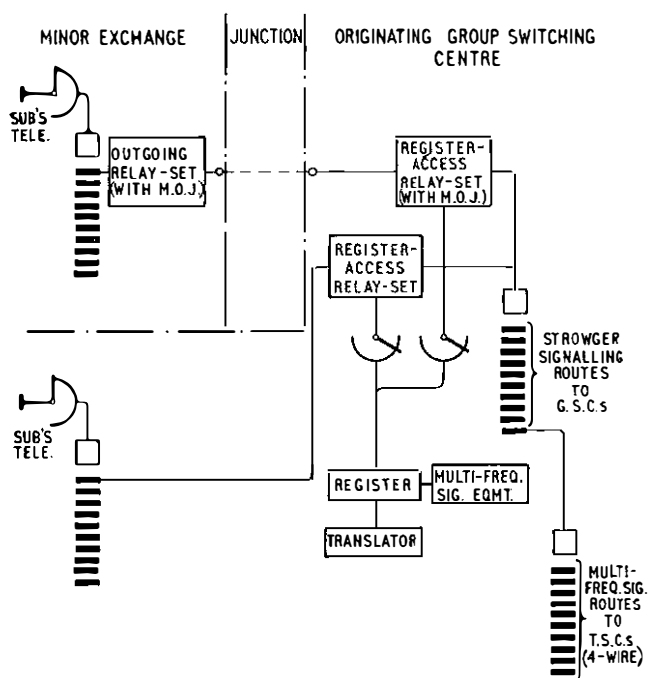 MINOR EXCHANGE
JUNCTION
ORIGINATING GROUP SWITCHING
CENTRE
SUB'S
TELE.
OUTGOING
RELAY-SET
(WITH M.O.J.)
REGISTER-
ACCESS
RELAY-SET
(WITH M.O.J.)
REGISTER-
ACCESS
RELAY-SET
STROWGER
SIGNALLING
ROUTES
TO
G.S.C.s
SUB'S
TELE.
REGISTER
MULTI-FREQ.
SIG. EQMT.
TRANSLATOR
MULTI-
FREQ.SIG.
ROUTES
TO
T.S.C.s
(4-WIRE)